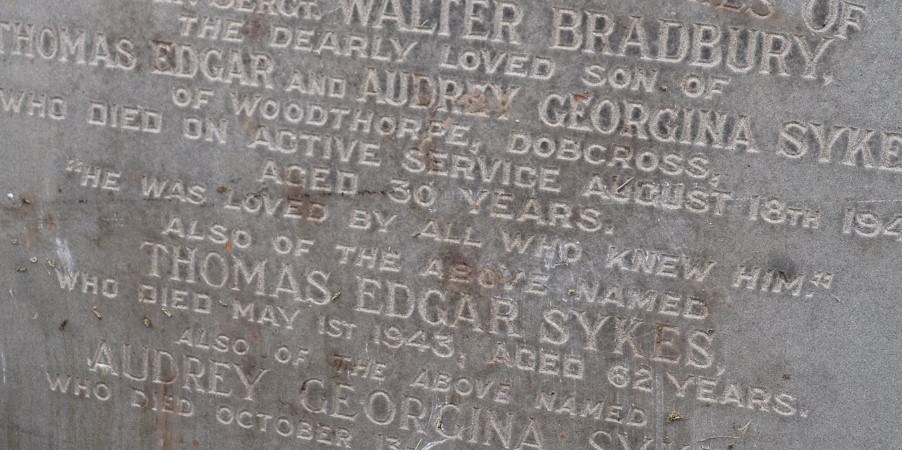 SERGT. WALTER BRADBURY,
THE DEARLY LOVED SON OF
THOMAS EDGAR AND AUDREY GEORGINA SYKES
OF WOODTHORPE, DOBCROSS,
WHO DIED ON ACTIVE SERVICE AUGUST 18TH 194
AGED 30 YEARS.
"HE WAS LOVED BY ALL WHO KNEW HIM."
ALSO OF THE ABOVE NAMED
THOMAS EDGAR SYKES,
WHO DIED MAY 1ST 1943, AGED 62 YEARS.
ALSO OF THE ABOVE NAMED
AUDREY GEORGINA
WHO DIED OCTOBER